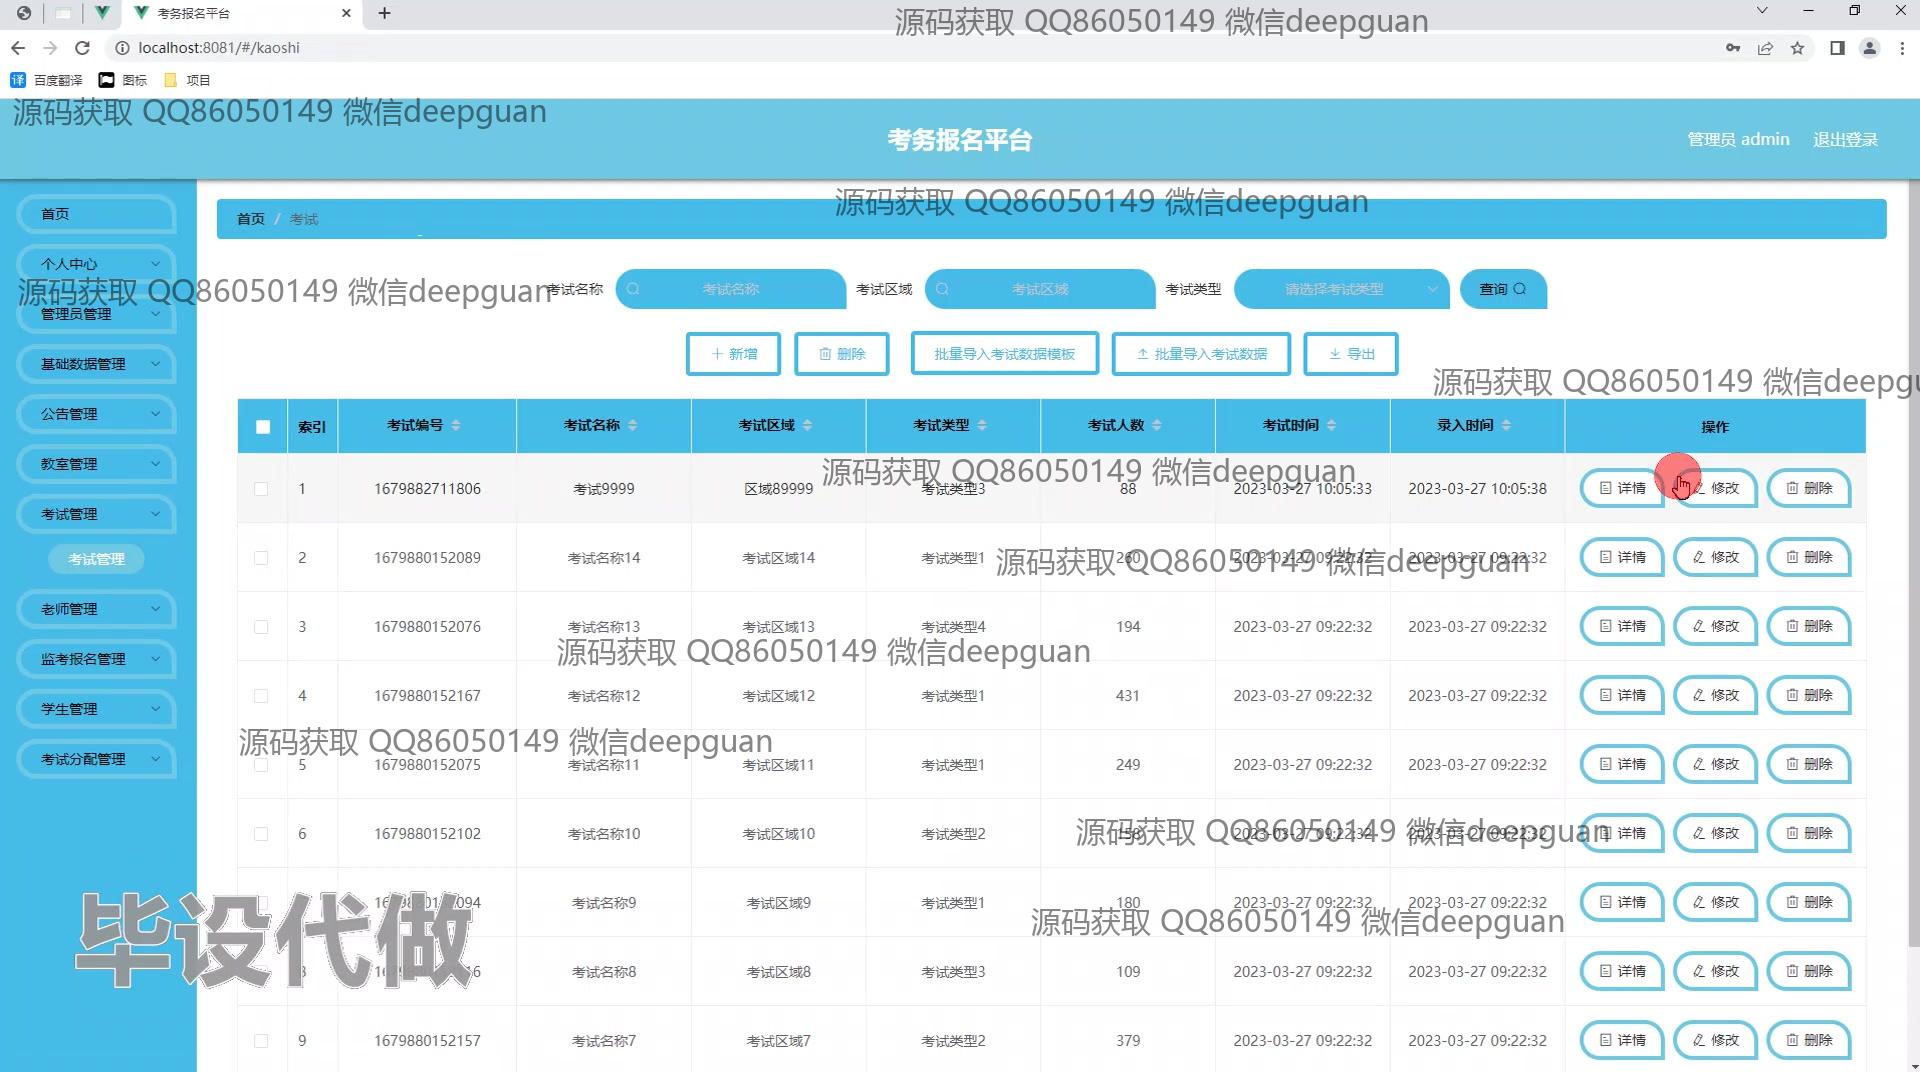 考务报名平台
源码获取 QQ86050149 微信deepguan
localhost:8081/#/kaoshi
译 百度翻译 图标 项目
源码获取 QQ86050149 微信deepguan
考务报名平台
管理员 admin 退出登录
首页
个人中心
管理员管理
基础数据管理
公告管理
教室管理
考试管理
考试管理
老师管理
监考报名管理
学生管理
考试分配管理
源码获取 QQ86050149 微信deepguan
首页 / 考试
源码获取 QQ86050149 微信deepguan
考试名称 考试名称 考试区域 考试区域 考试类型 请选择考试类型 查询
新增 删除 批量导入考试数据模板 批量导入考试数据 导出
源码获取 QQ86050149 微信deepgu
索引 考试编号 考试名称 考试区域 考试类型 考试人数 考试时间 录入时间 操作
源码获取 QQ86050149 微信deepguan
1 1679882711806 考试9999 区域89999 考试类型3 88 2023-03-27 10:05:33 2023-03-27 10:05:38 详情 修改 删除
2 1679880152089 考试名称14 考试区域14 考试类型1 260 2023-03-27 09:22:32 2023-03-27 09:22:32 详情 修改 删除
源码获取 QQ86050149 微信deepguan
3 1679880152076 考试名称13 考试区域13 考试类型4 194 2023-03-27 09:22:32 2023-03-27 09:22:32 详情 修改 删除
源码获取 QQ86050149 微信deepguan
4 1679880152167 考试名称12 考试区域12 考试类型1 431 2023-03-27 09:22:32 2023-03-27 09:22:32 详情 修改 删除
源码获取 QQ86050149 微信deepguan
5 1679880152075 考试名称11 考试区域11 考试类型1 249 2023-03-27 09:22:32 2023-03-27 09:22:32 详情 修改 删除
6 1679880152102 考试名称10 考试区域10 考试类型2 158 2023-03-27 09:22:32 2023-03-27 09:22:32 详情 修改 删除
源码获取 QQ86050149 微信deepguan
考试名称9 考试区域9 考试类型1 180 2023-03-27 09:22:32 2023-03-27 09:22:32 详情 修改 删除
源码获取 QQ86050149 微信deepguan
毕设代做
8 考试名称8 考试区域8 考试类型3 109 2023-03-27 09:22:32 2023-03-27 09:22:32 详情 修改 删除
9 1679880152157 考试名称7 考试区域7 考试类型2 379 2023-03-27 09:22:32 2023-03-27 09:22:32 详情 修改 删除